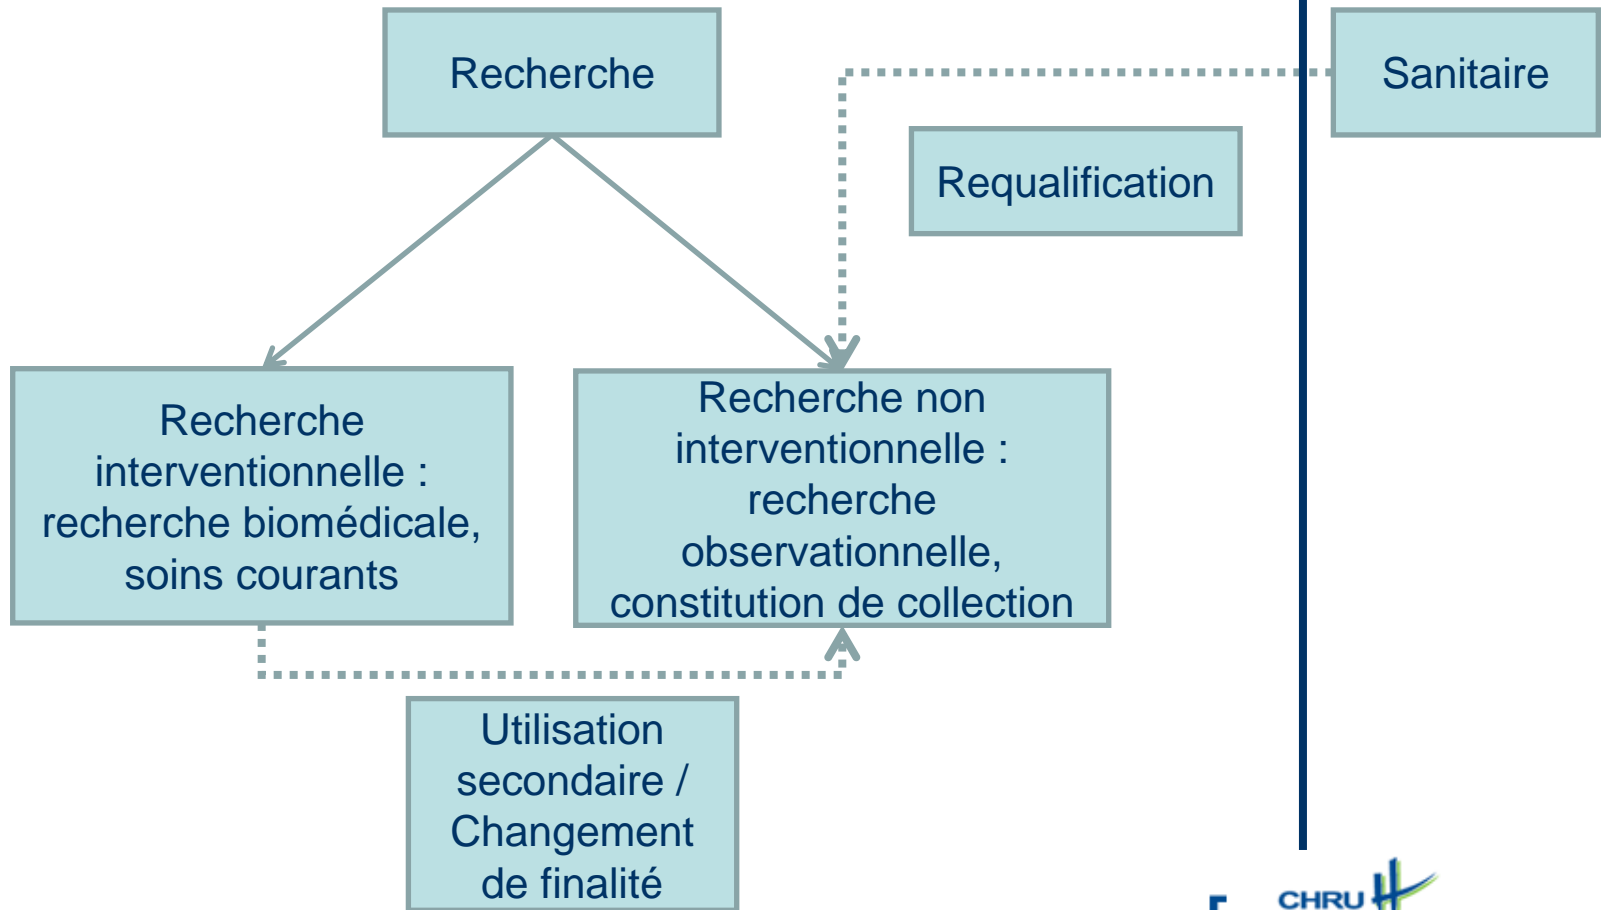 Recherche
Sanitaire
Requalification
Recherche
interventionnelle :
recherche biomédicale,
soins courants
Recherche non
interventionnelle :
recherche
observationnelle,
constitution de collection
Utilisation
secondaire /
Changement
de finalité
CHRU